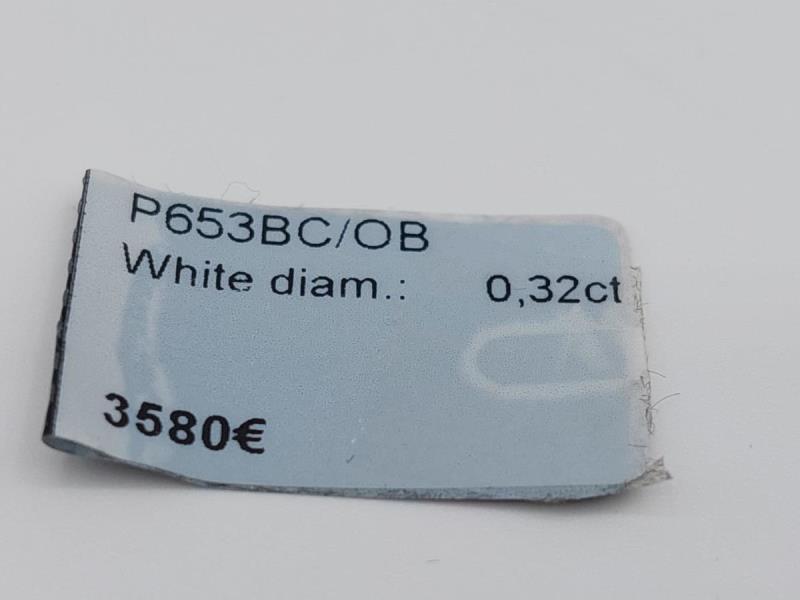 P653BC/OB
White diam.: 0,32ct
3580€